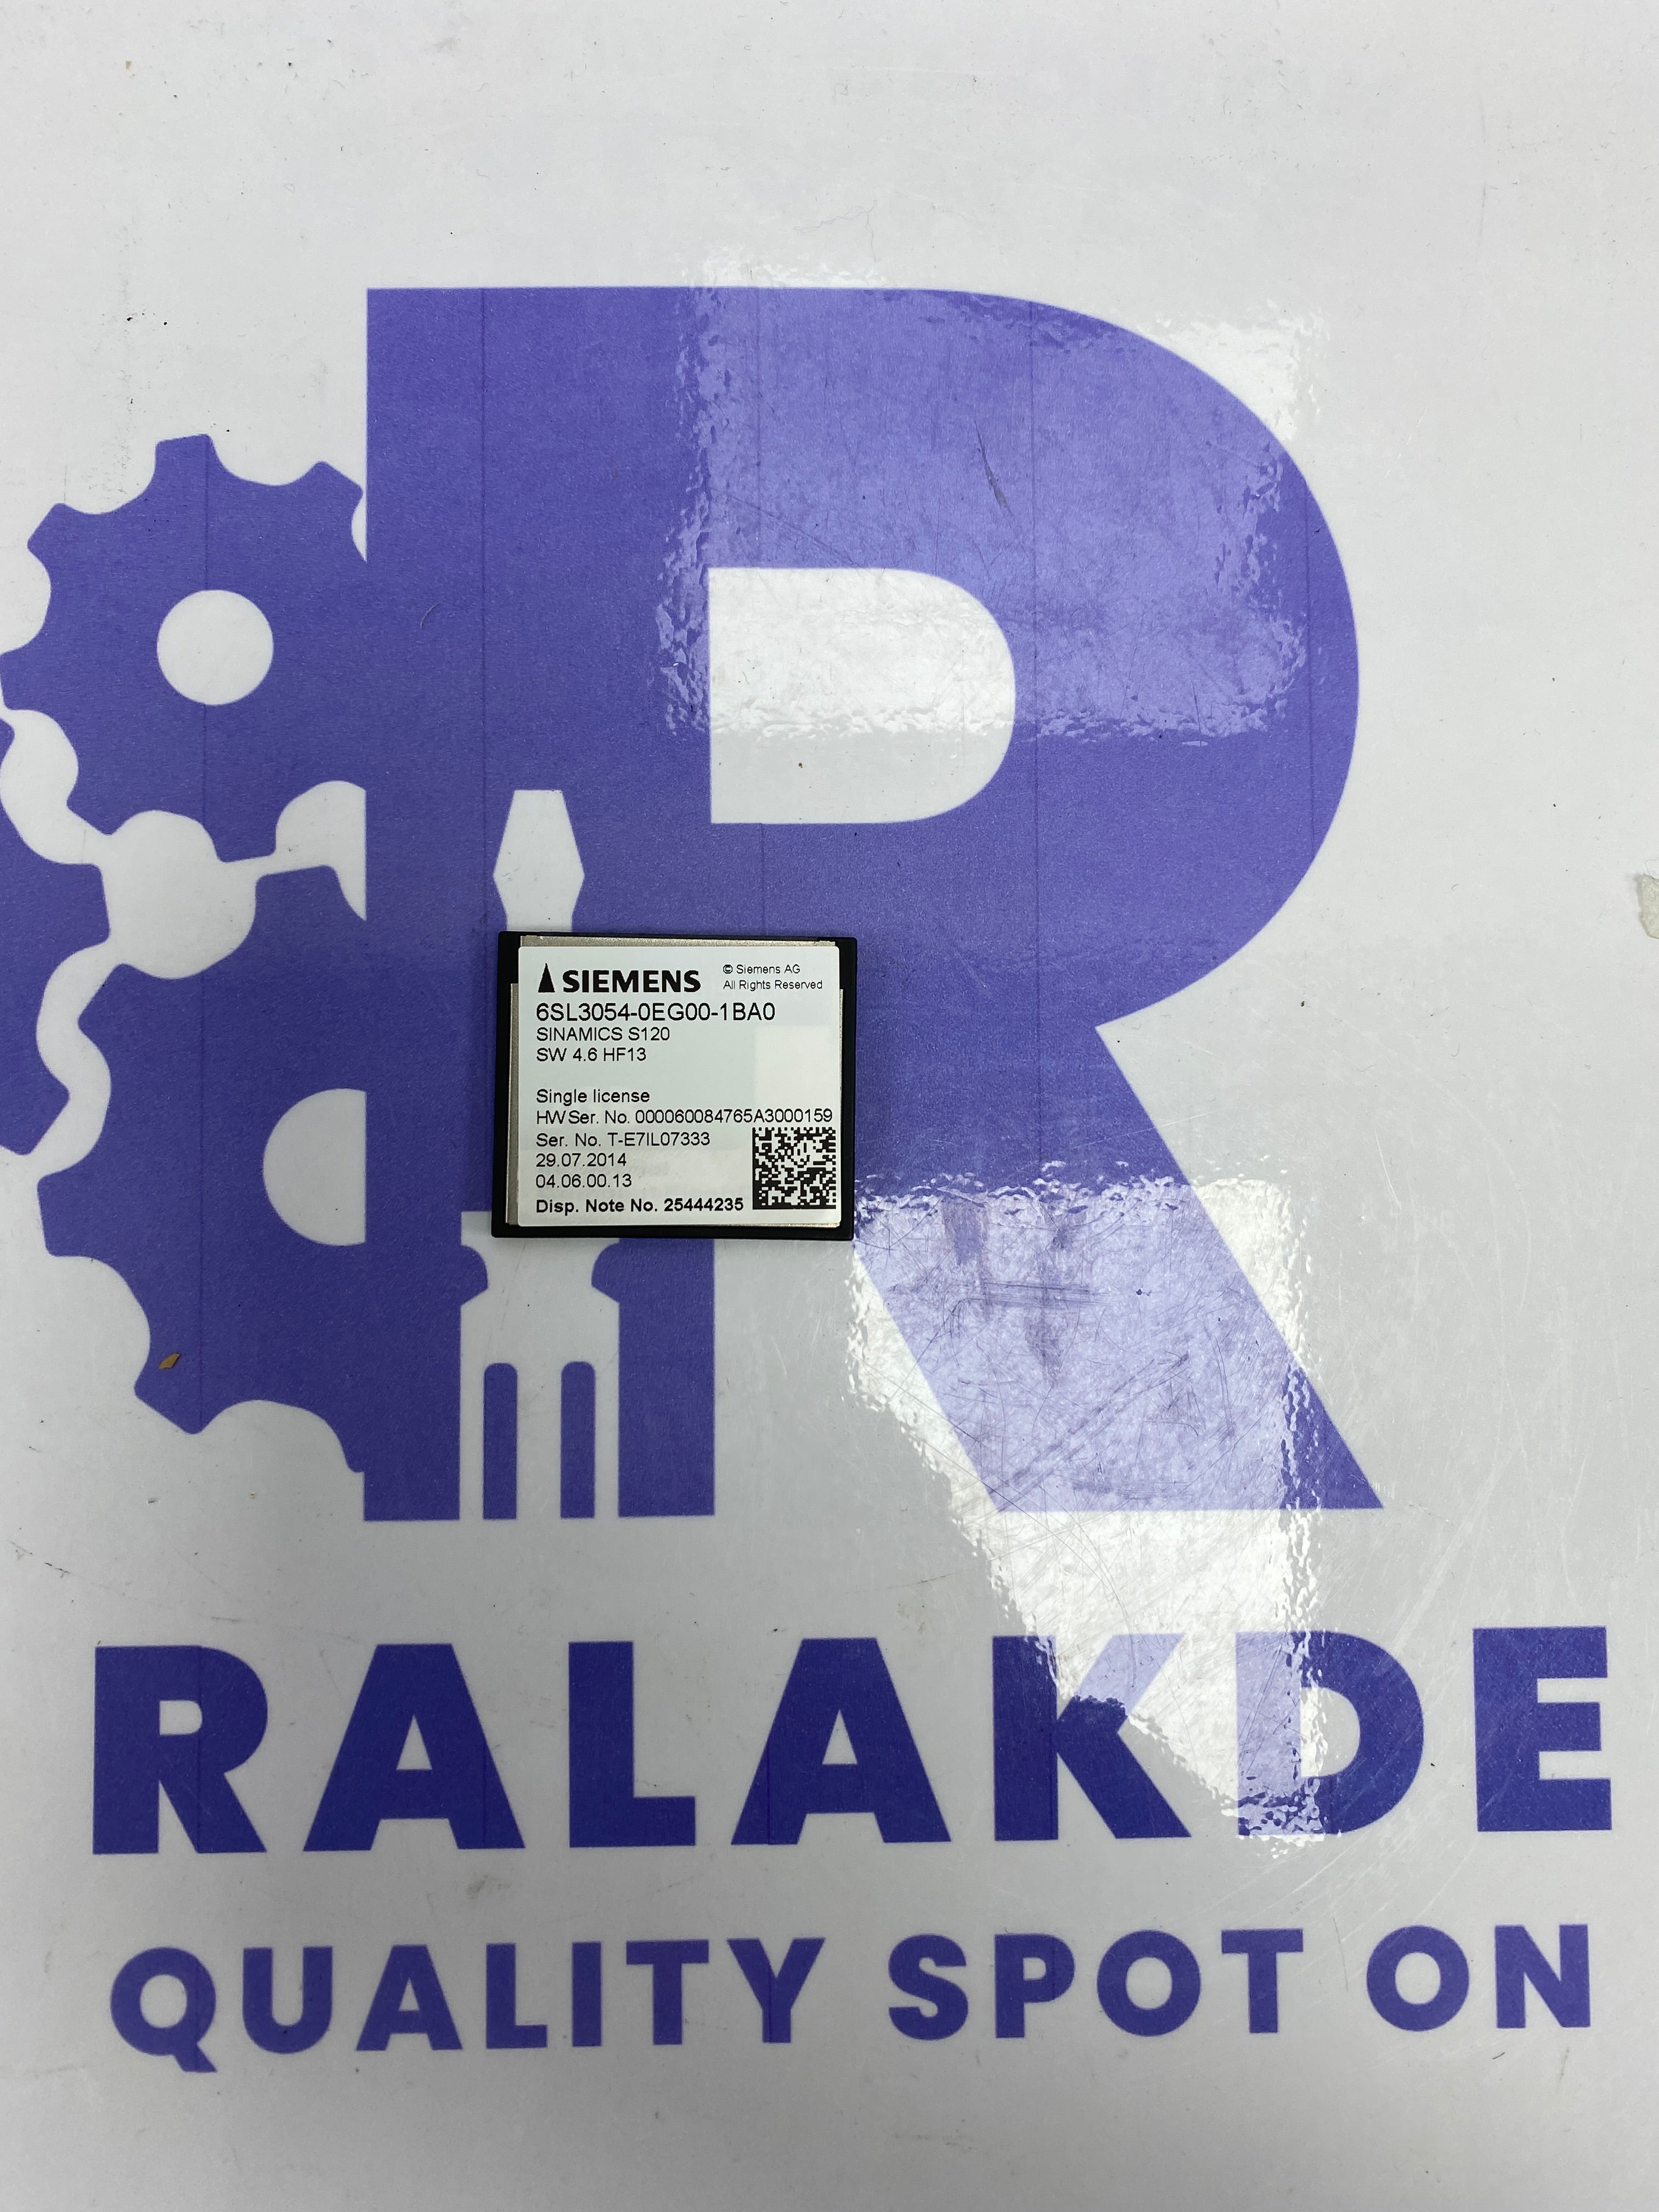 SIEMENS
© Siemens AG
All Rights Reserved
6SL3054-0EG00-1BA0
SINAMICS S120
SW 4.6 HF13
Single license
HW Ser. No. 000060084765A3000159
Ser. No. T-E7IL07333
29.07.2014
04.06.00.13
Disp. Note No. 25444235
RALAKDE
QUALITY SPOT ON